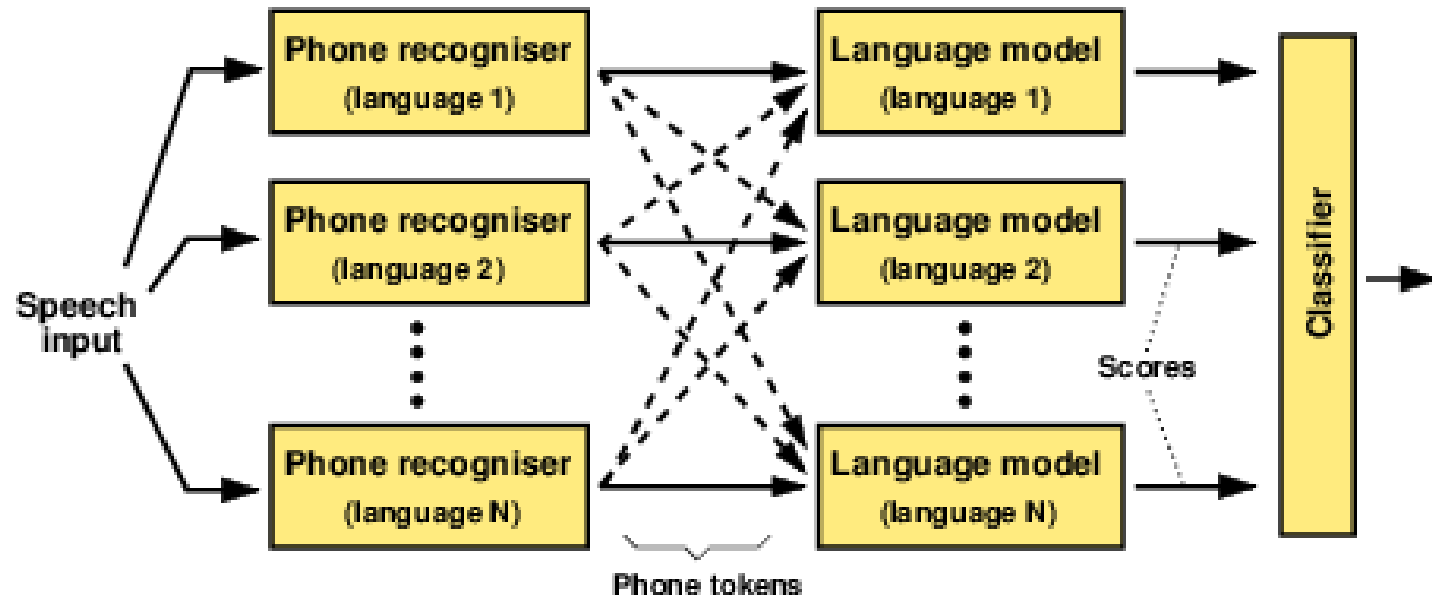 Phone recogniser
(language 1)
Language model
(language 1)
Phone recogniser
(language 2)
Language model
(language 2)
Speech
input
Scores
Classifier
Phone recogniser
(language N)
Language model
(language N)
Phone tokens